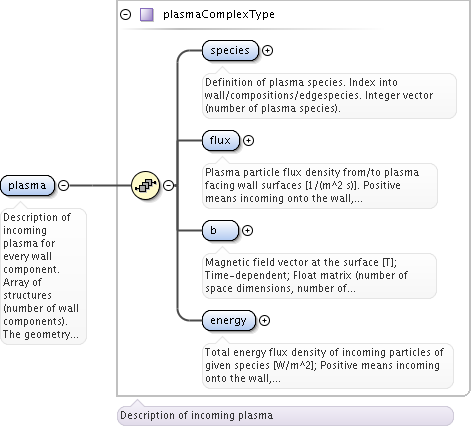 plasmaComplexType
species
Definition of plasma species. Index into
wall/compositions/edgespecies. Integer vector
(number of plasma species).
flux
Plasma particle flux density from/to plasma
facing wall surfaces [1/(m^2 s)]. Positive
means incoming onto the wall,...
plasma
Description of
incoming
plasma for
every wall
component.
Array of
structures
(number of wall
components).
The geometry...
b
Magnetic field vector at the surface [T];
Time-dependent; Float matrix (number of
space dimensions, number of...
energy
Total energy flux density of incoming particles of
given species [W/m^2]; Positive means incoming
onto the wall,...
Description of incoming plasma